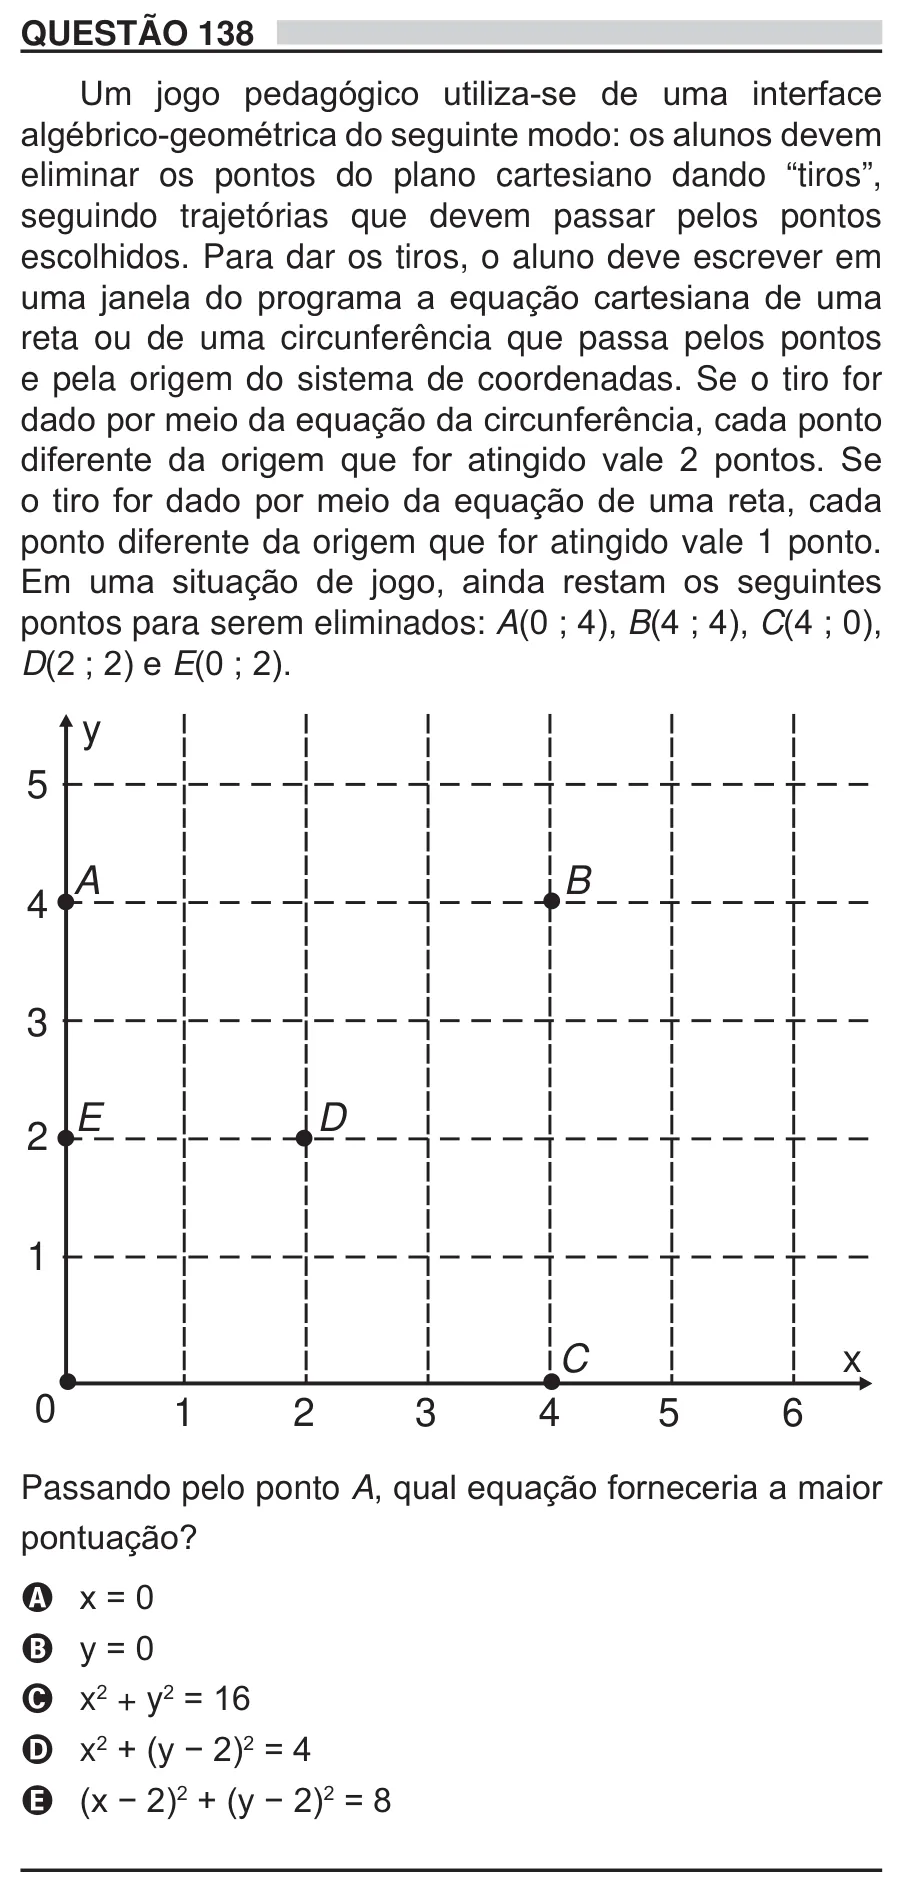 QUESTÃO 138
Um jogo pedagógico utiliza-se de uma interface
algébrico-geométrica do seguinte modo: os alunos devem
eliminar os pontos do plano cartesiano dando “tiros”,
seguindo trajetórias que devem passar pelos pontos
escolhidos. Para dar os tiros, o aluno deve escrever em
uma janela do programa a equação cartesiana de uma
reta ou de uma circunferência que passa pelos pontos
e pela origem do sistema de coordenadas. Se o tiro for
dado por meio da equação da circunferência, cada ponto
diferente da origem que for atingido vale 2 pontos. Se
o tiro for dado por meio da equação de uma reta, cada
ponto diferente da origem que for atingido vale 1 ponto.
Em uma situação de jogo, ainda restam os seguintes
pontos para serem eliminados: A(0 ; 4), B(4 ; 4), C(4 ; 0),
D(2 ; 2) e E(0 ; 2).
y
5
A B
4
3
E D
2
1
C x
0 1 2 3 4 5 6
Passando pelo ponto A, qual equação forneceria a maior
pontuação?
A x = 0
B y = 0
C x² + y² = 16
D x² + (y − 2)² = 4
E (x − 2)² + (y − 2)² = 8